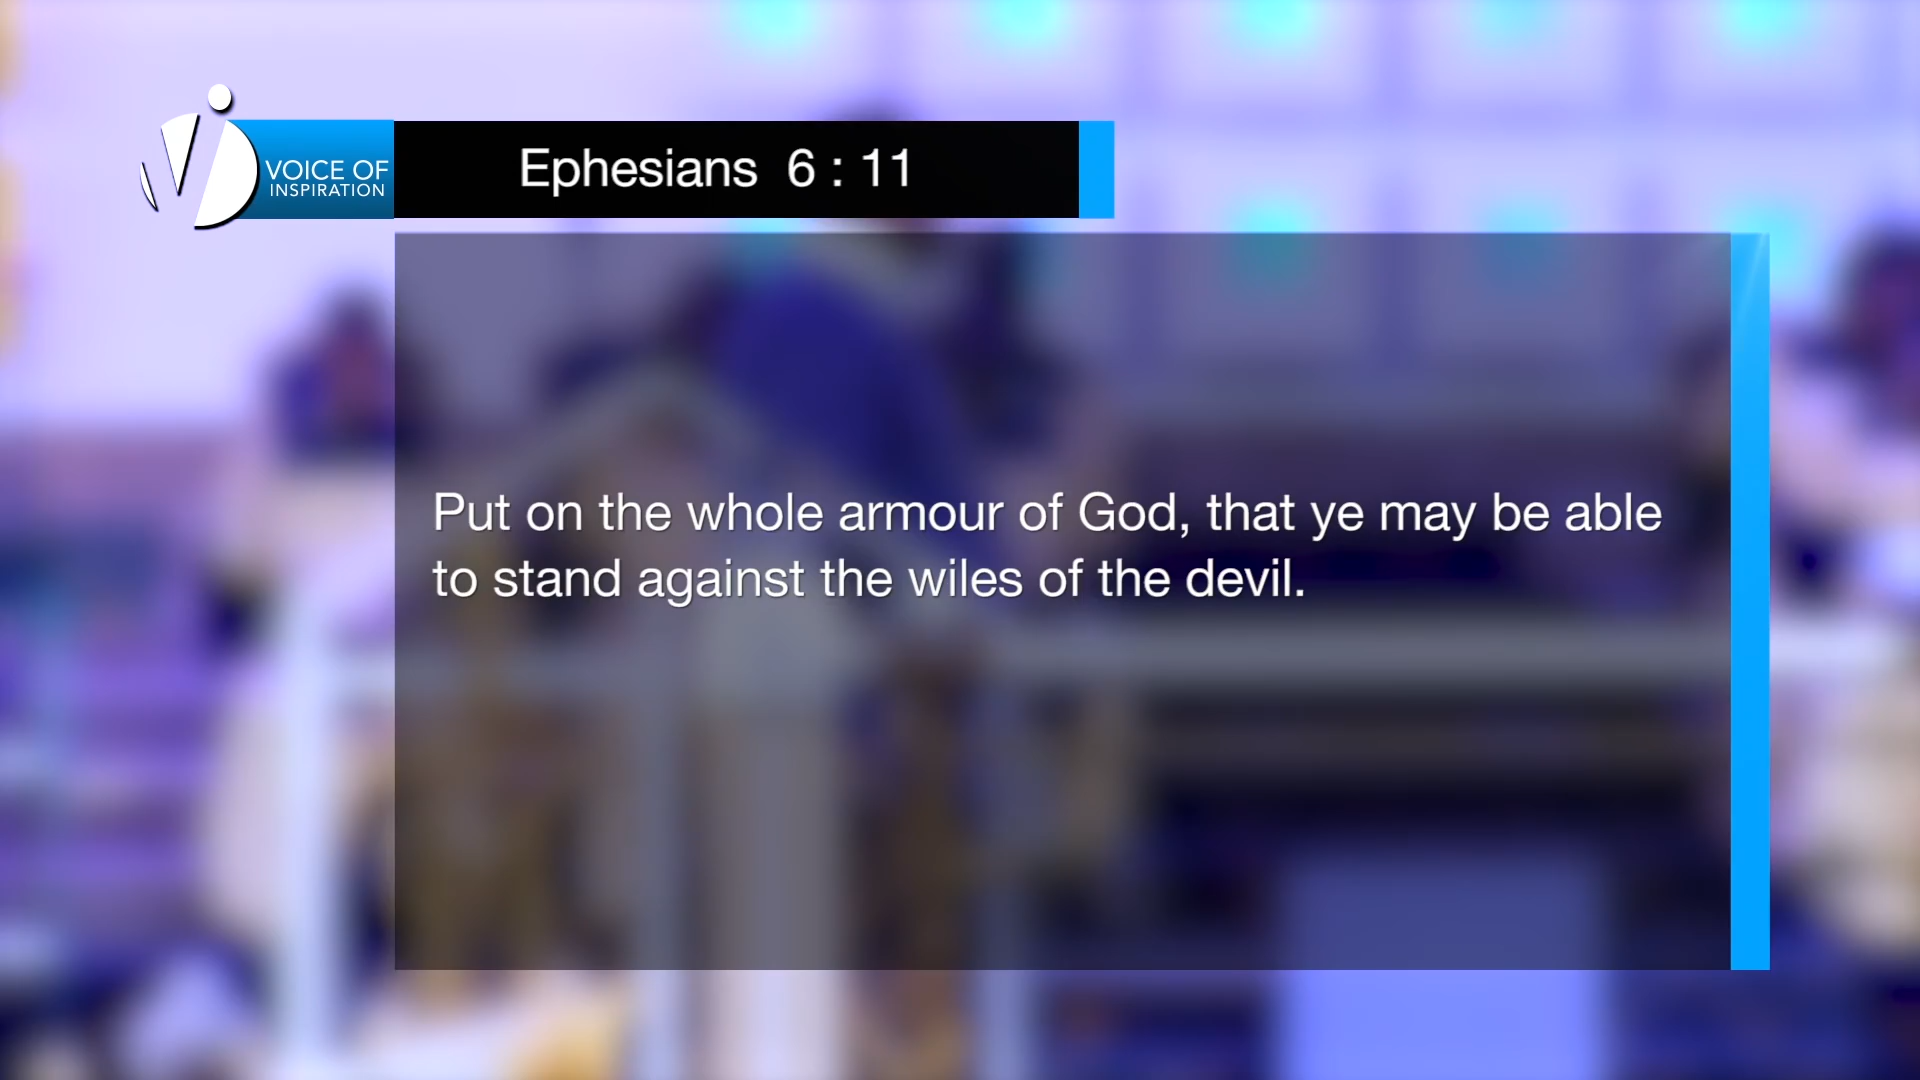 VOICE OF
INSPIRATION
Ephesians 6 : 11
Put on the whole armour of God, that ye may be able
to stand against the wiles of the devil.